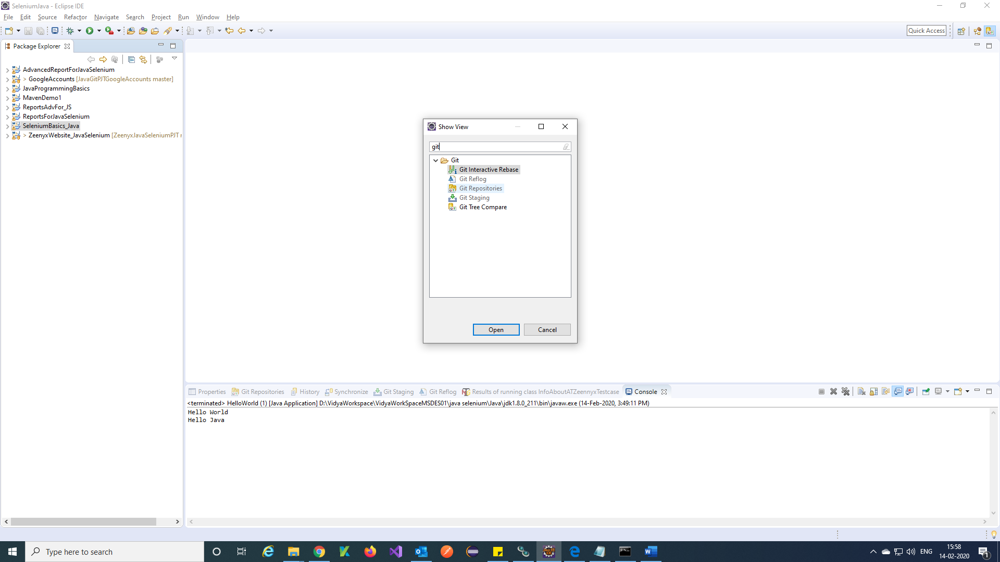 SeleniumJava - Eclipse IDE
File Edit Source Refactor Navigate Search Project Run Window Help
Quick Access
Package Explorer
AdvancedReportForJavaSelenium
> GoogleAccounts [JavaGitPJTGoogleAccounts master]
JavaProgrammingBasics
MavenDemo1
ReportsAdvFor_JS
ReportsForJavaSelenium
SeleniumBasics_Java
> ZeenyxWebsite_JavaSelenium [ZeenyxJavaSeleniumPJT
Show View
git
Git
Git Interactive Rebase
Git Reflog
Git Repositories
Git Staging
Git Tree Compare
Open Cancel
Properties Git Repositories History Synchronize Git Staging Git Reflog Results of running class InfoAboutATZeennyxTestcase Console
<terminated> HelloWorld (1) [Java Application] D:\VidyaWorkspace\VidyaWorkSpaceMSDES01\java selenium\Java\jdk1.8.0_211\bin\javaw.exe (14-Feb-2020, 3:49:11 PM)
Hello World
Hello Java
Type here to search
ENG
15:58
14-02-2020
1